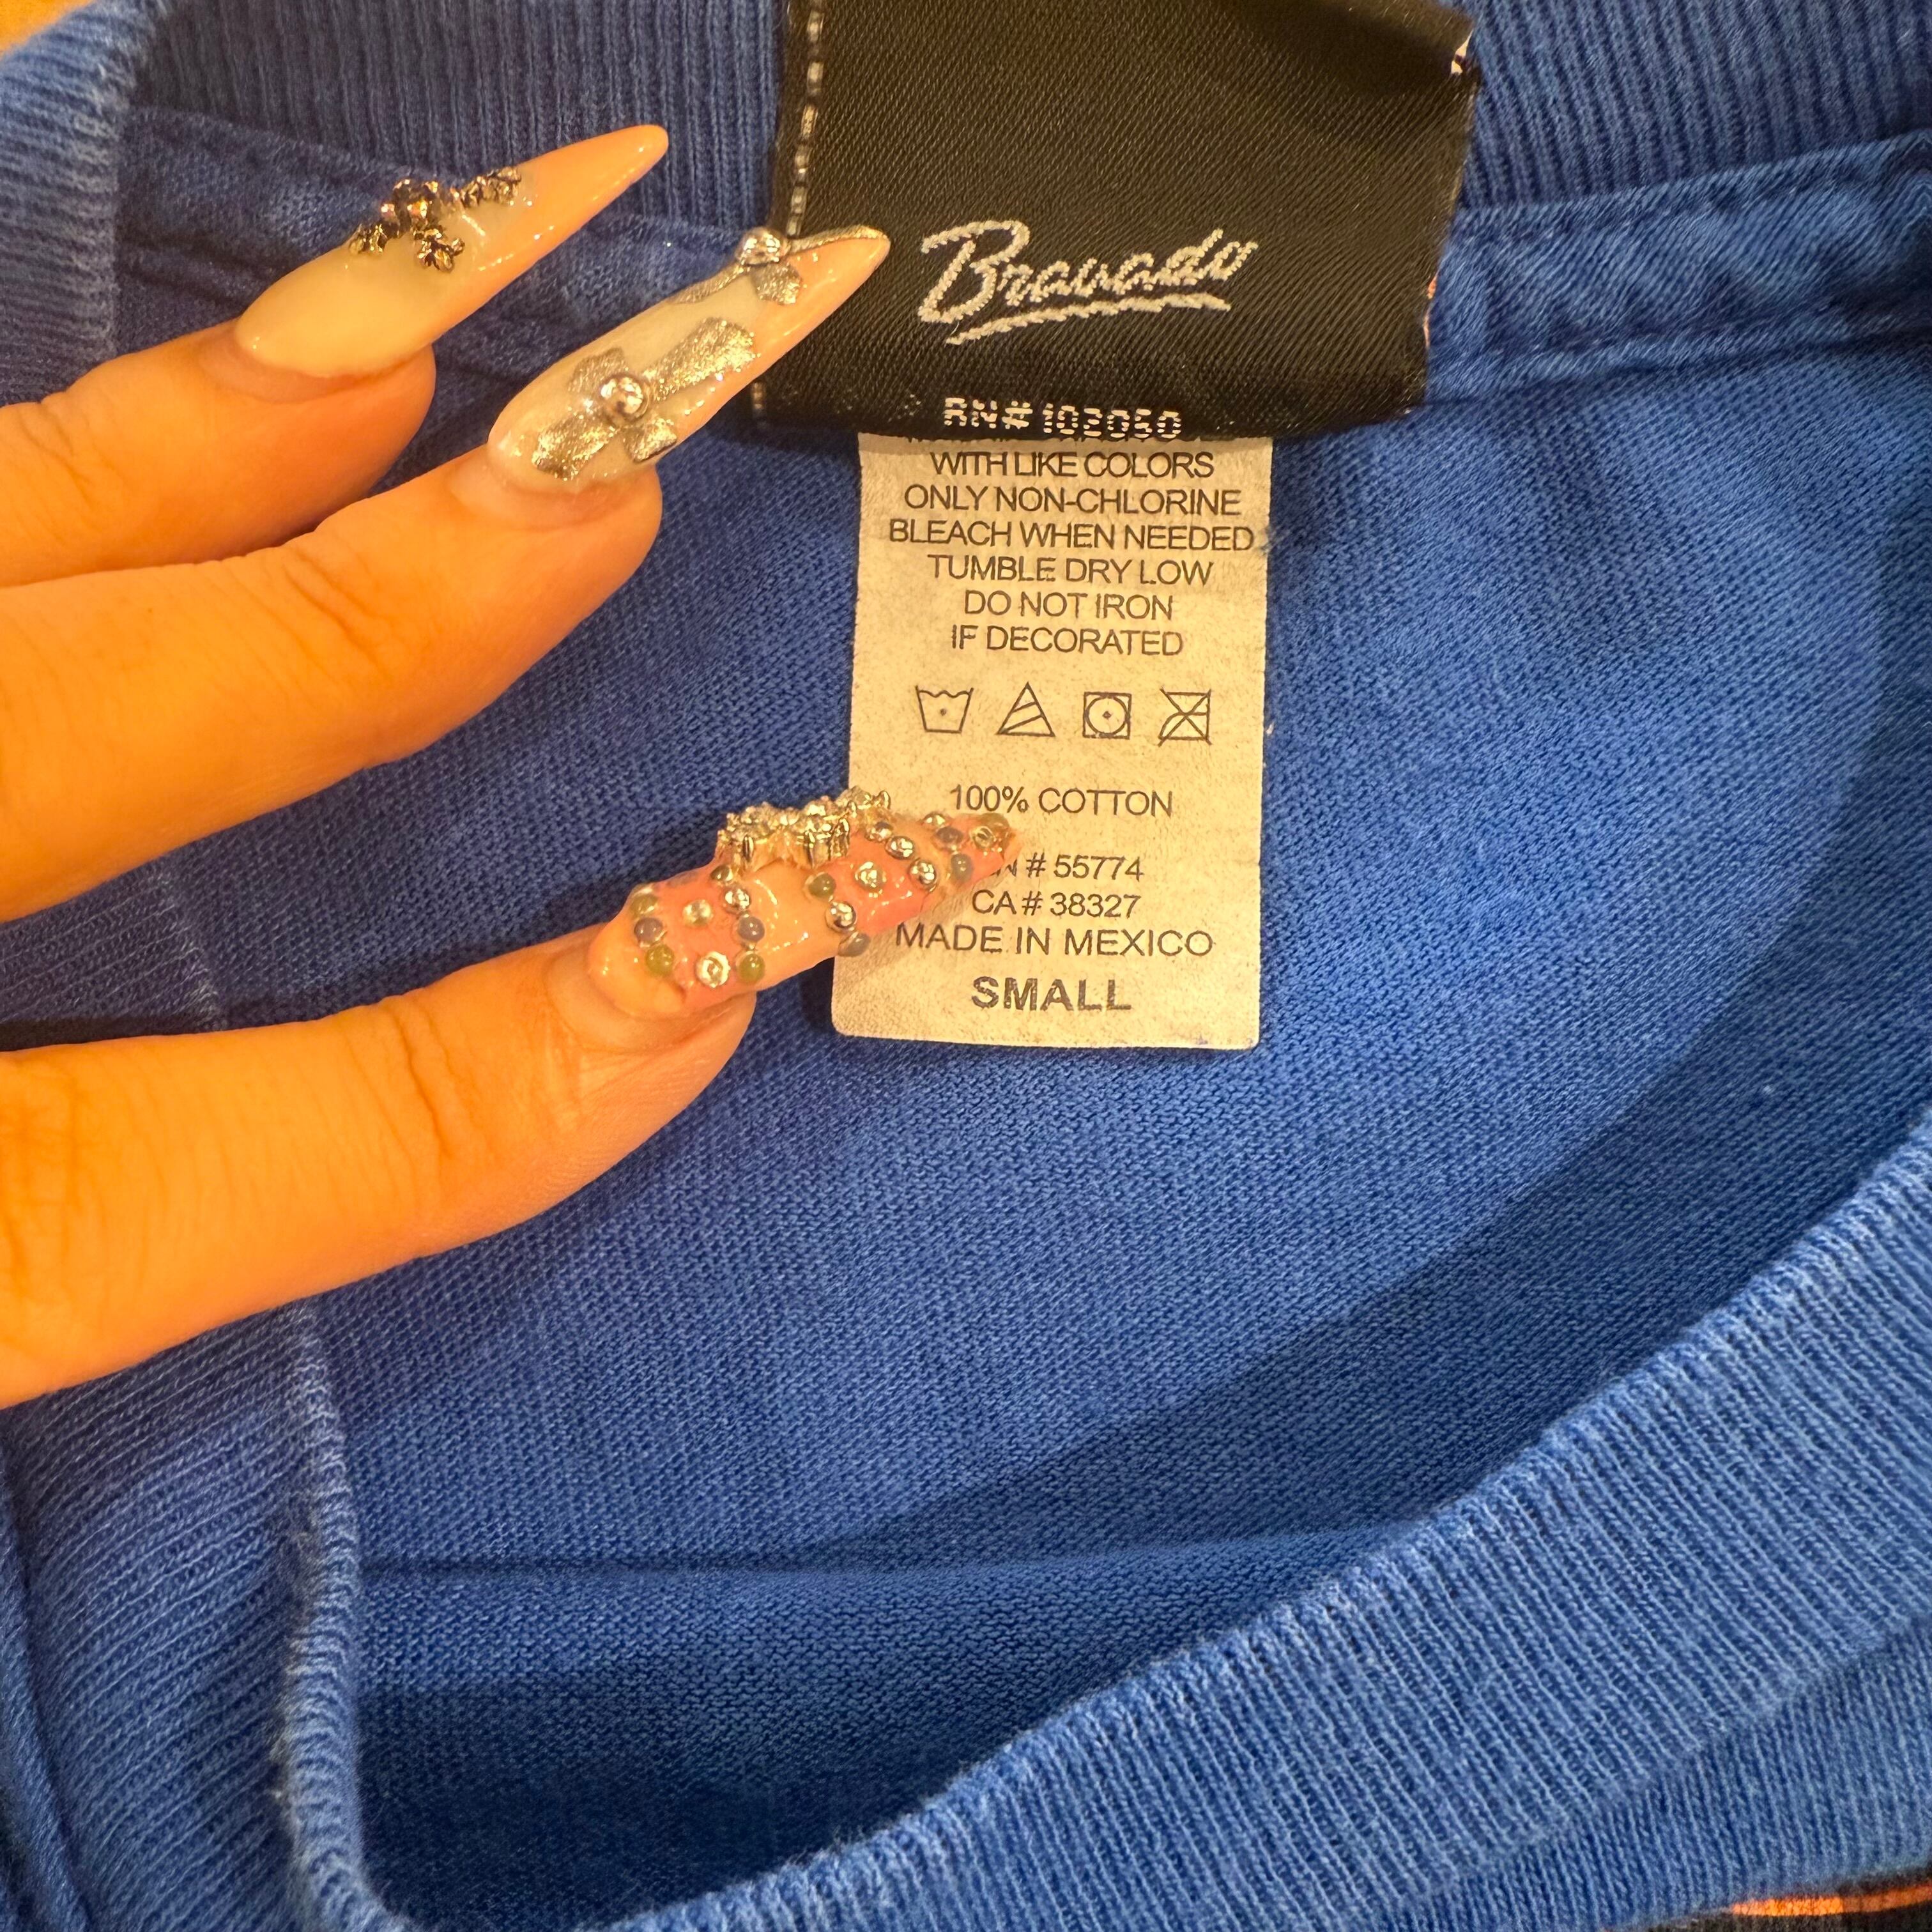 Bravado
RN# 102050
WITH LIKE COLORS
ONLY NON-CHLORINE
BLEACH WHEN NEEDED
TUMBLE DRY LOW
DO NOT IRON
IF DECORATED
100% COTTON
# 55774
CA # 38327
MADE IN MEXICO
SMALL